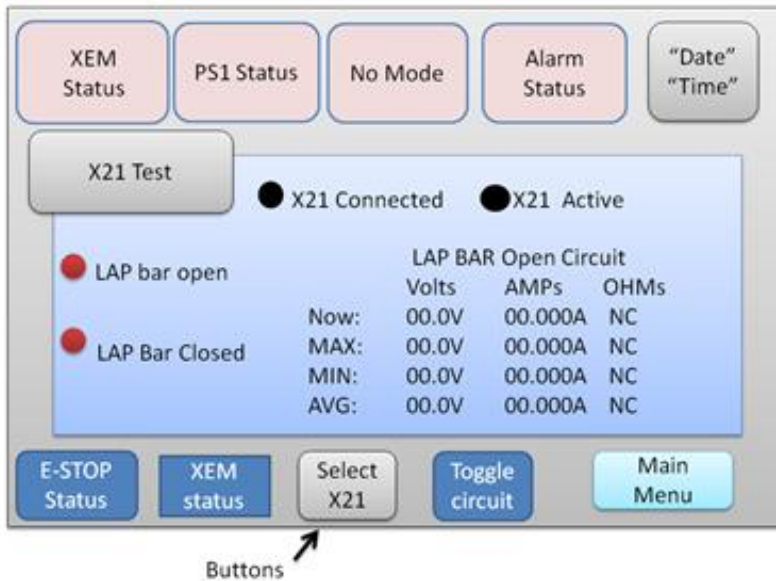 XEM
Status
PS1 Status
No Mode
Alarm
Status
“Date”
“Time”
X21 Test
X21 Connected
X21 Active
LAP bar open
LAP Bar Closed
LAP BAR Open Circuit
Volts AMPs OHMs
Now: 00.0V 00.000A NC
MAX: 00.0V 00.000A NC
MIN: 00.0V 00.000A NC
AVG: 00.0V 00.000A NC
E-STOP
Status
XEM
status
Select
X21
Toggle
circuit
Main
Menu
Buttons